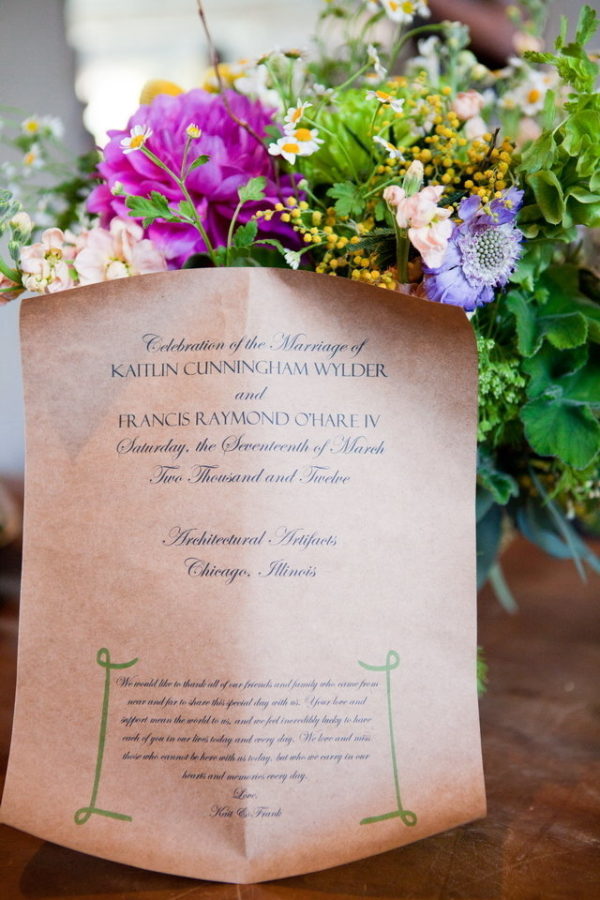 Celebration of the Marriage of
KAITLIN CUNNINGHAM WYLDER
and
FRANCIS RAYMOND O'HARE IV
Saturday, the Seventeenth of March
Two Thousand and Twelve
Architectural Artifacts
Chicago, Illinois
We would like to thank all of our friends and family who came from
near and far to share this special day with us. Your love and
support mean the world to us, and we feel incredibly lucky to have
each of you in our lives today and every day. We love and miss
those who cannot be here with us today, but who we carry in our
hearts and memories every day.
Love,
Kait & Frank